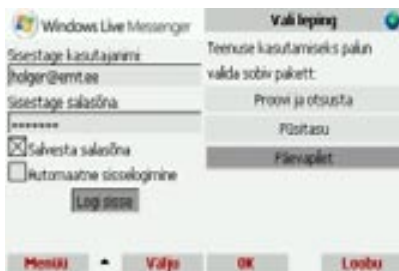 Windows Live Messenger
Sisestage kasutajanimi
holger@emt.ee
Sisestage salasõna
********
Salvesta salasõna
Automaatne sisselogimine
Logi sisse
Menüü
Välju
Vali leping
Teenuse kasutamiseks palun
valida sobiv pakett:
Proovi ja otsusta
Püsitasu
Päevapilet
OK
Loobu